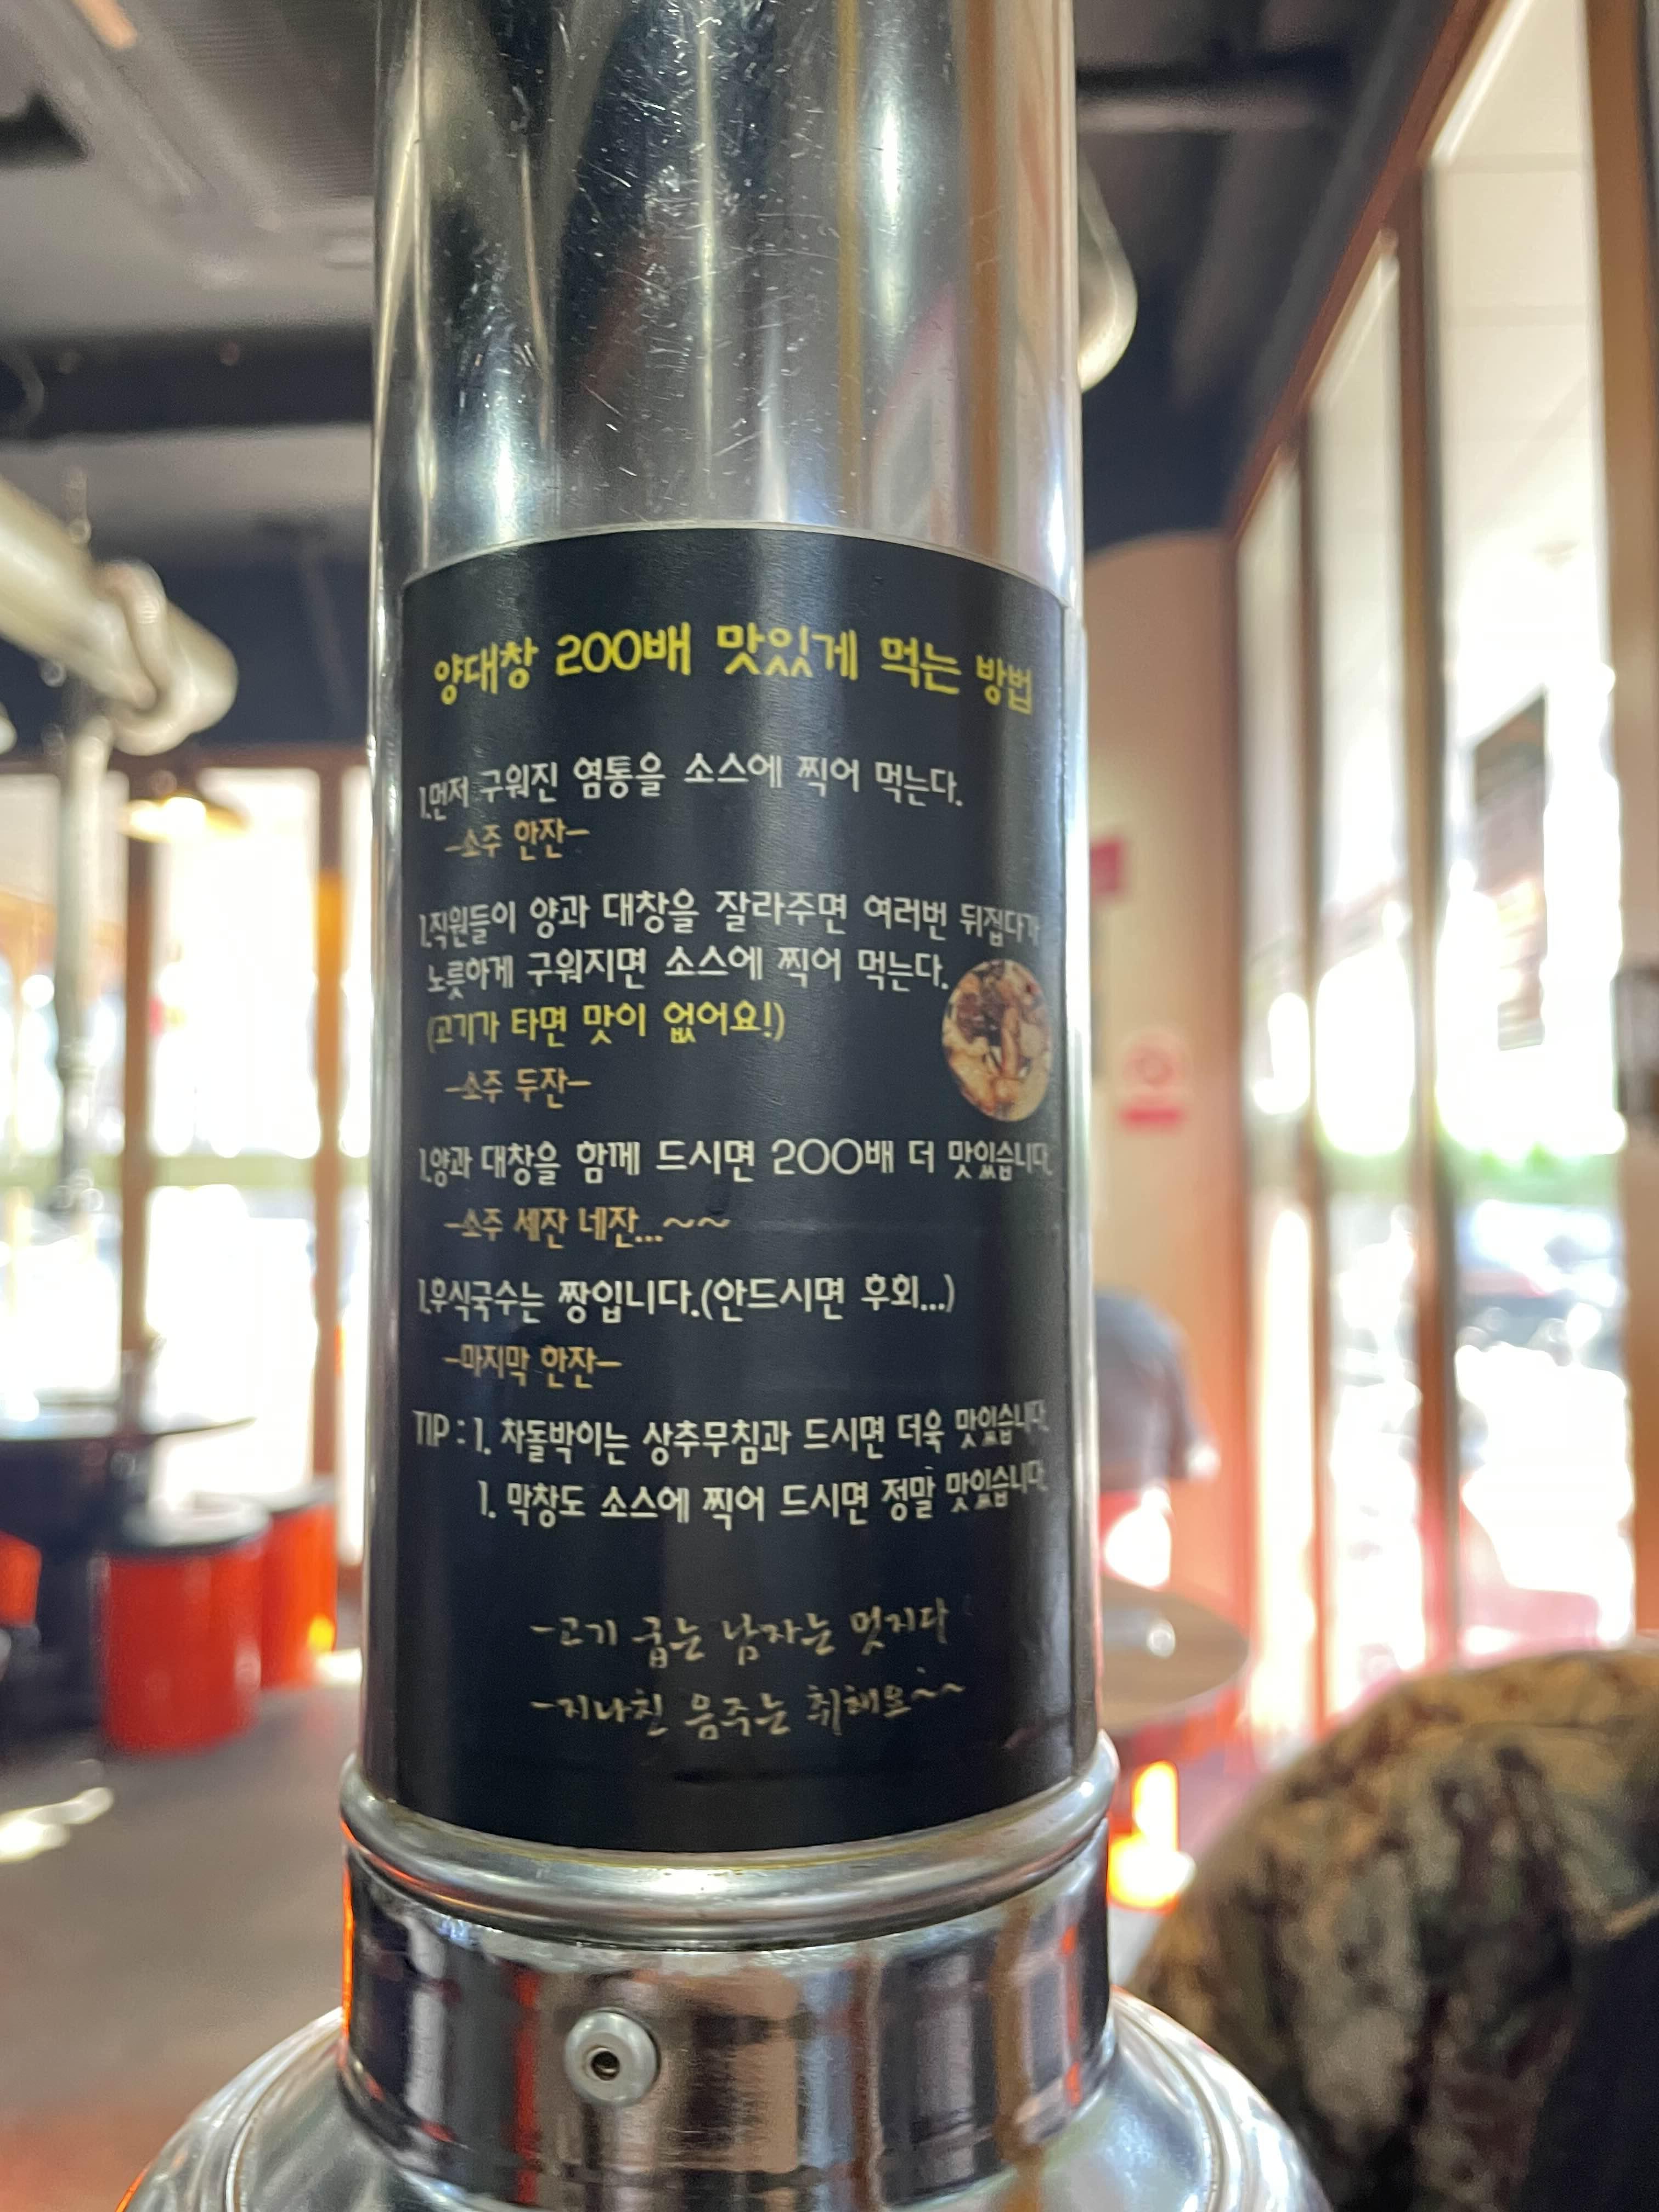 양대창 200배 맛있게 먹는 방법
1.먼저 구워진 염통을 소스에 찍어 먹는다.
-소주 한잔-
1.직원들이 양과 대창을 잘라주면 여러번 뒤집다가
노릇하게 구워지면 소스에 찍어 먹는다.
(고기가 타면 맛이 없어요!)
-소주 두잔-
1.양과 대창을 함께 드시면 200배 더 맛있습니다.
-소주 세잔 네잔...~~
1.후식국수는 짱입니다.(안드시면 후회...)
-마지막 한잔-
TIP : 1. 차돌박이는 상추무침과 드시면 더욱 맛있습니다.
1. 막창도 소스에 찍어 드시면 정말 맛있습니다.
-고기 굽는 남자는 멋지다
-지나친 음주는 취해요~~